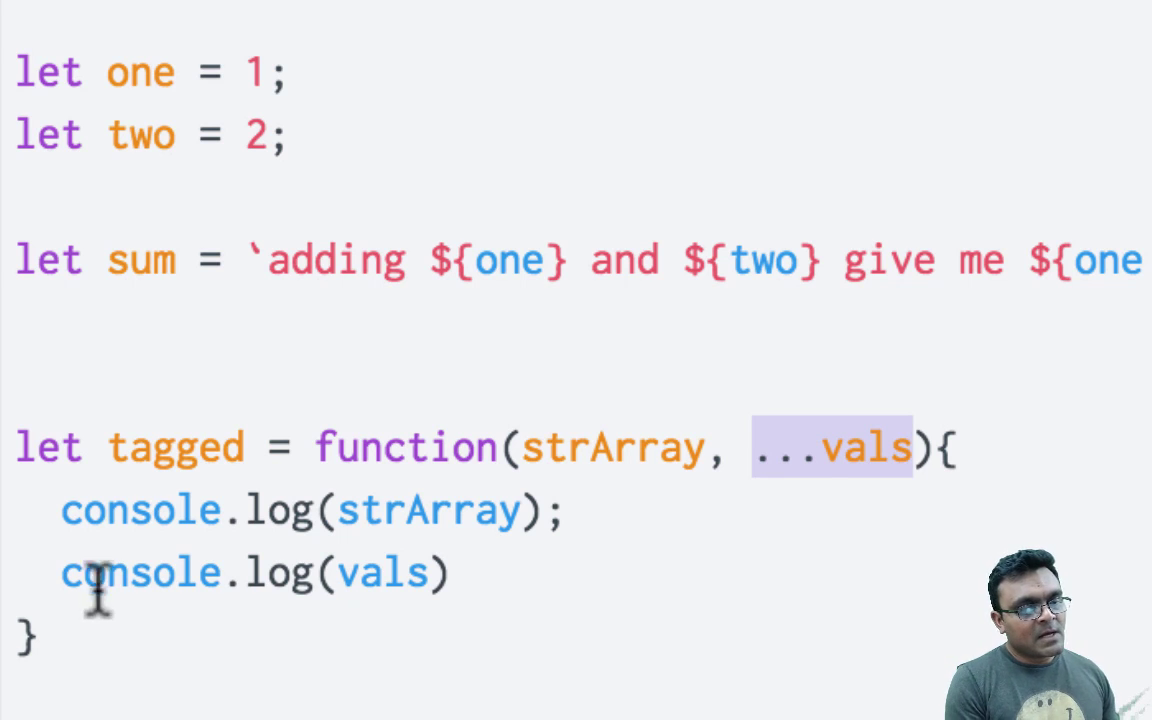 let one = 1;
let two = 2;
let sum = `adding ${one} and ${two} give me ${one
let tagged = function(strArray, ...vals){
console.log(strArray);
console.log(vals)
}